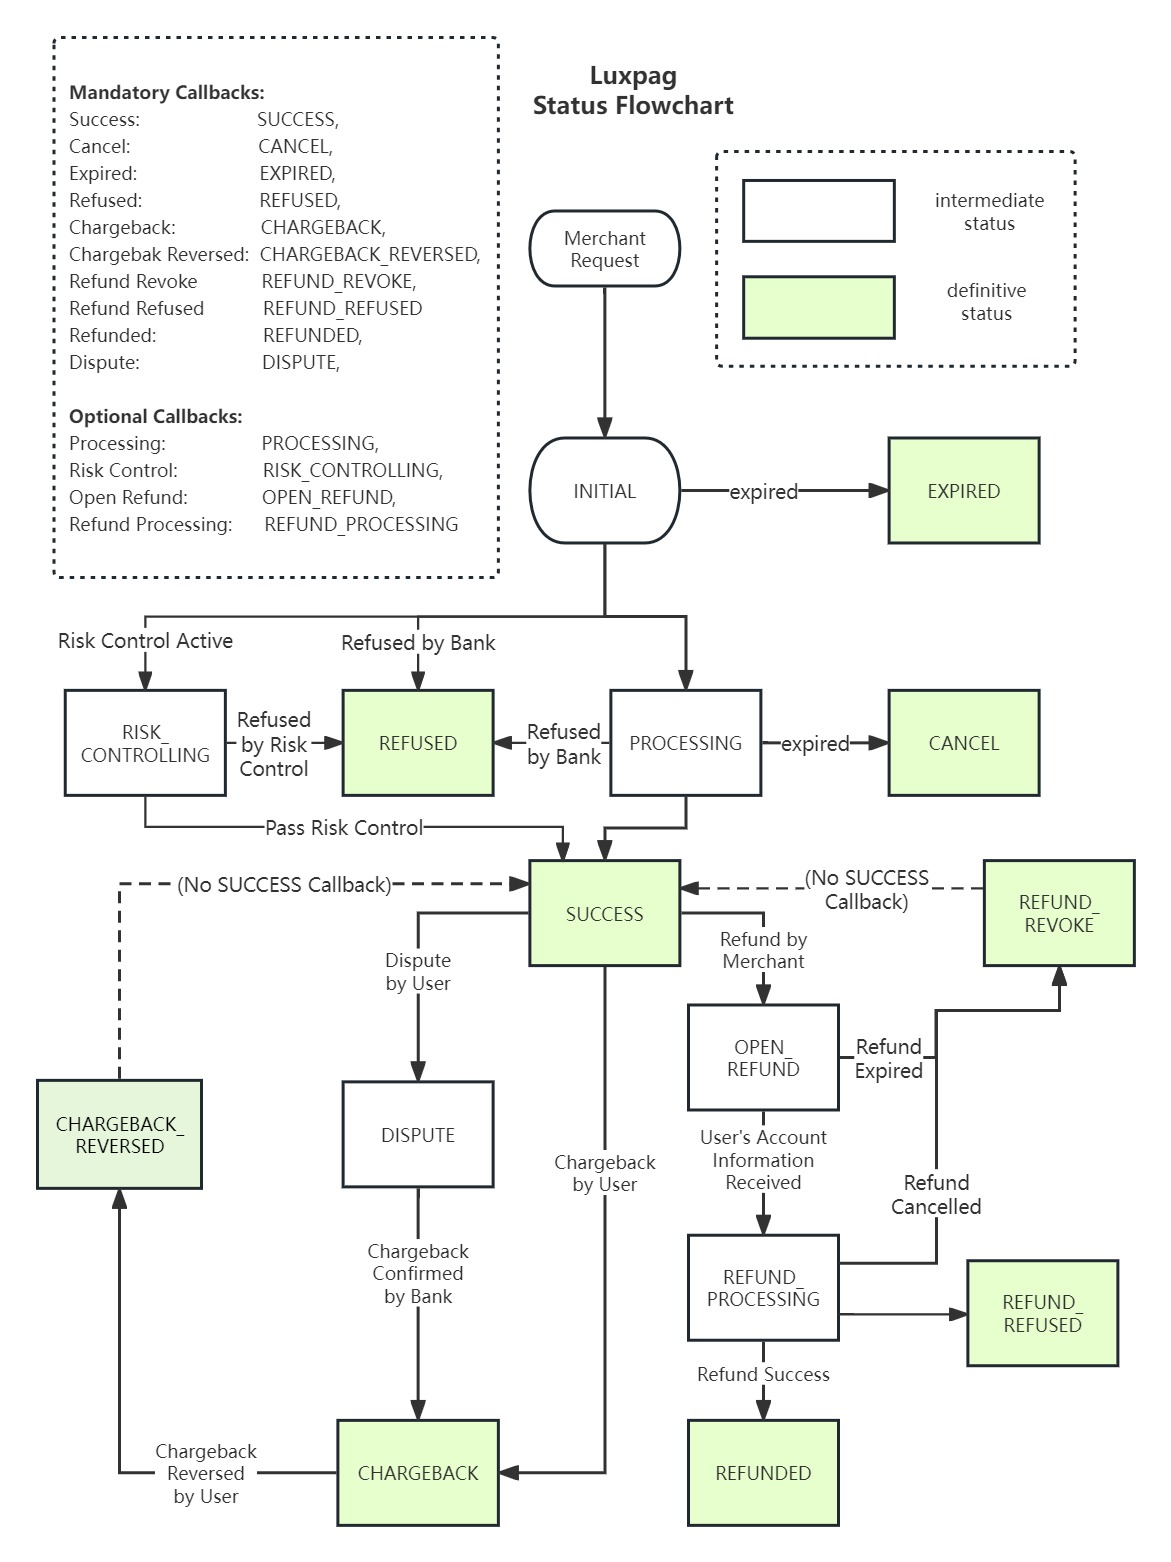 Luxpag
Status Flowchart
Mandatory Callbacks:
Success: SUCCESS,
Cancel: CANCEL,
Expired: EXPIRED,
Refused: REFUSED,
Chargeback: CHARGEBACK,
Chargebak Reversed: CHARGEBACK_REVERSED,
Refund Revoke REFUND_REVOKE,
Refund Refused REFUND_REFUSED
Refunded: REFUNDED,
Dispute: DISPUTE,
Optional Callbacks:
Processing: PROCESSING,
Risk Control: RISK_CONTROLLING,
Open Refund: OPEN_REFUND,
Refund Processing: REFUND_PROCESSING
intermediate
status
definitive
status
Merchant
Request
INITIAL
expired
EXPIRED
Risk Control Active
Refused by Bank
RISK_
CONTROLLING
Refused
by Risk
Control
REFUSED
Refused
by Bank
PROCESSING
expired
CANCEL
Pass Risk Control
(No SUCCESS Callback)
SUCCESS
(No SUCCESS
Callback)
REFUND_
REVOKE
Dispute
by User
Refund by
Merchant
OPEN_
REFUND
Refund
Expired
CHARGEBACK_
REVERSED
DISPUTE
Chargeback
by User
User's Account
Information
Received
Refund
Cancelled
Chargeback
Confirmed
by Bank
REFUND_
PROCESSING
REFUND_
REFUSED
Refund Success
Chargeback
Reversed
by User
CHARGEBACK
REFUNDED